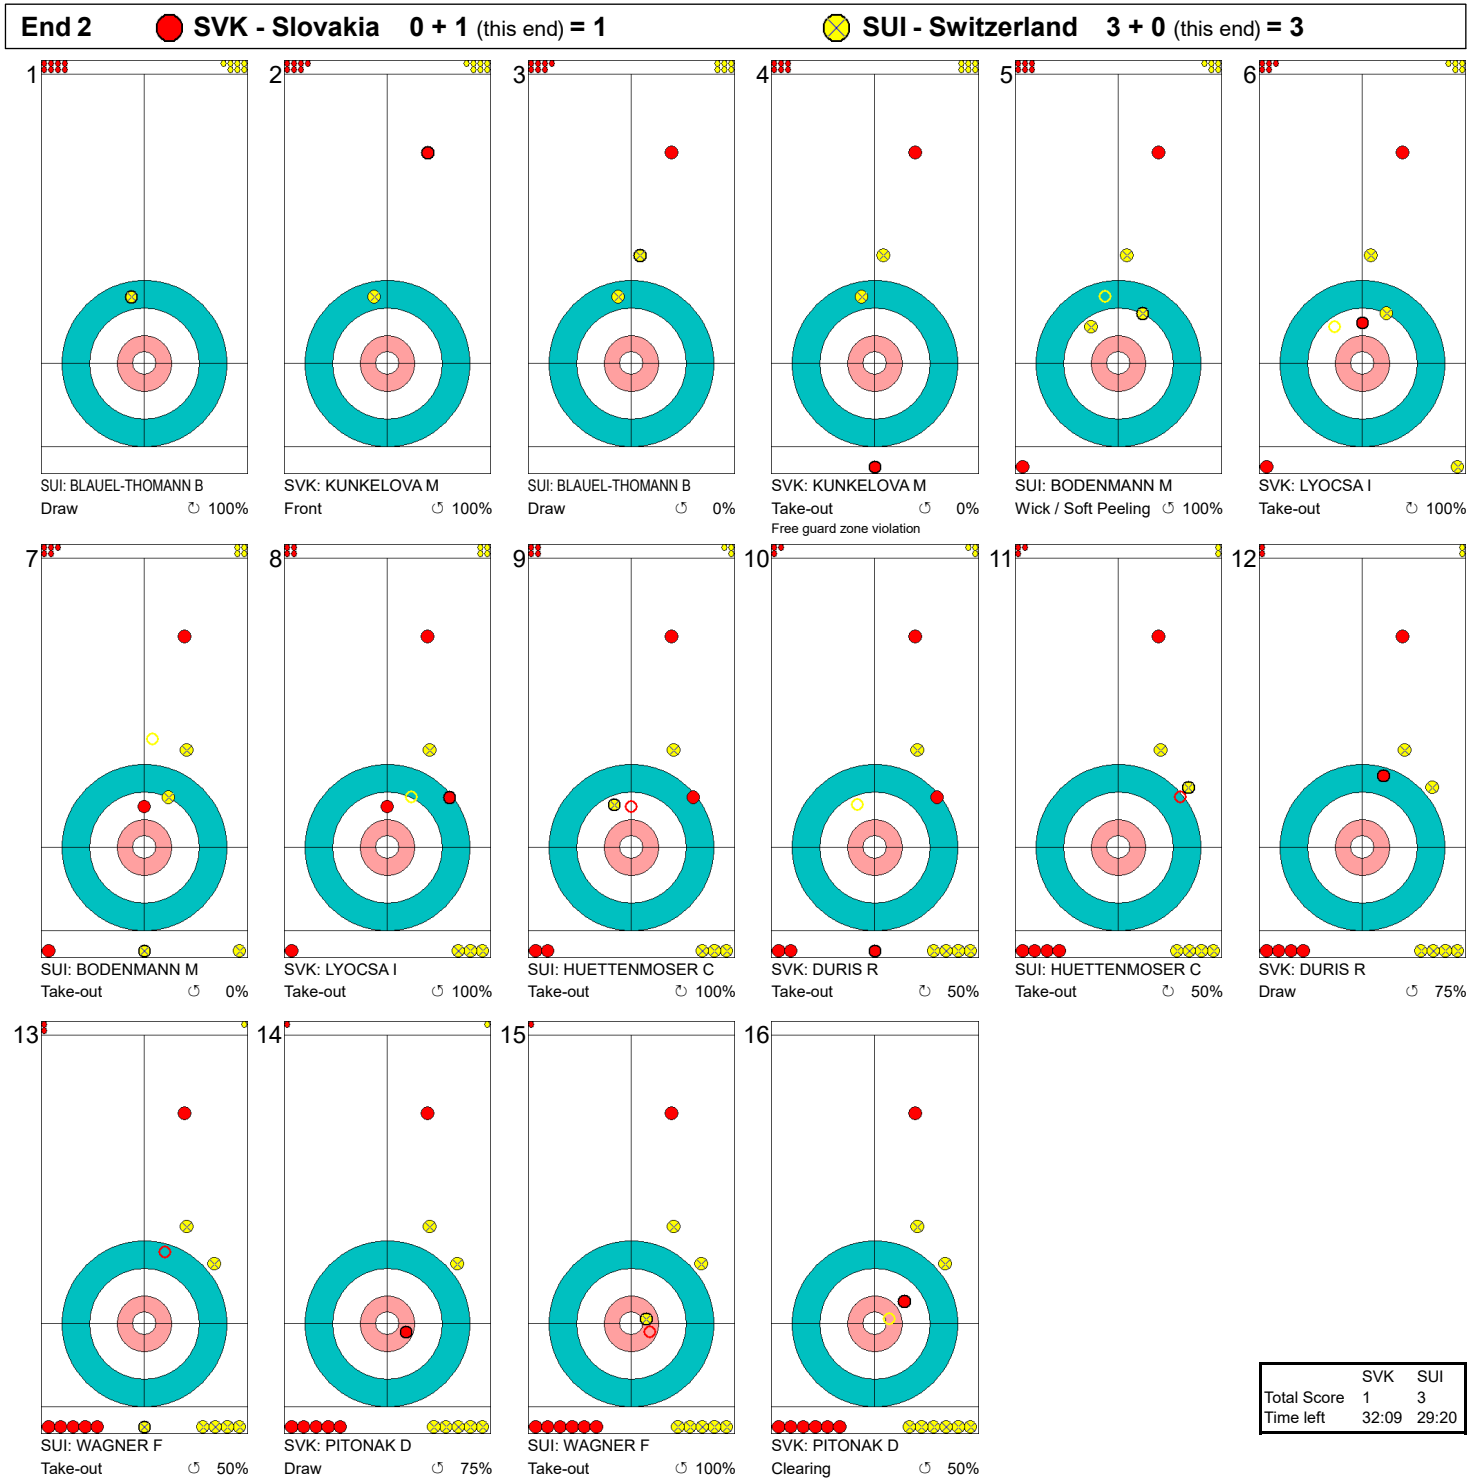 End 2 SVK - Slovakia 0 + 1 (this end) = 1 SUI - Switzerland 3 + 0 (this end) = 3
1 2 3 4 5 6
SUI: BLAUEL-THOMANN B SVK: KUNKELOVA M SUI: BLAUEL-THOMANN B SVK: KUNKELOVA M SUI: BODENMANN M SVK: LYOCSA I
Draw 100% Front 100% Draw 0% Take-out 0% Wick / Soft Peeling 100% Take-out 100%
Free guard zone violation
7 8 9 10 11 12
SUI: BODENMANN M SVK: LYOCSA I SUI: HUETTENMOSER C SVK: DURIS R SUI: HUETTENMOSER C SVK: DURIS R
Take-out 0% Take-out 100% Take-out 100% Take-out 50% Take-out 50% Draw 75%
13 14 15 16
SUI: WAGNER F SVK: PITONAK D SUI: WAGNER F SVK: PITONAK D
Take-out 50% Draw 75% Take-out 100% Clearing 50%
SVK SUI
Total Score 1 3
Time left 32:09 29:20